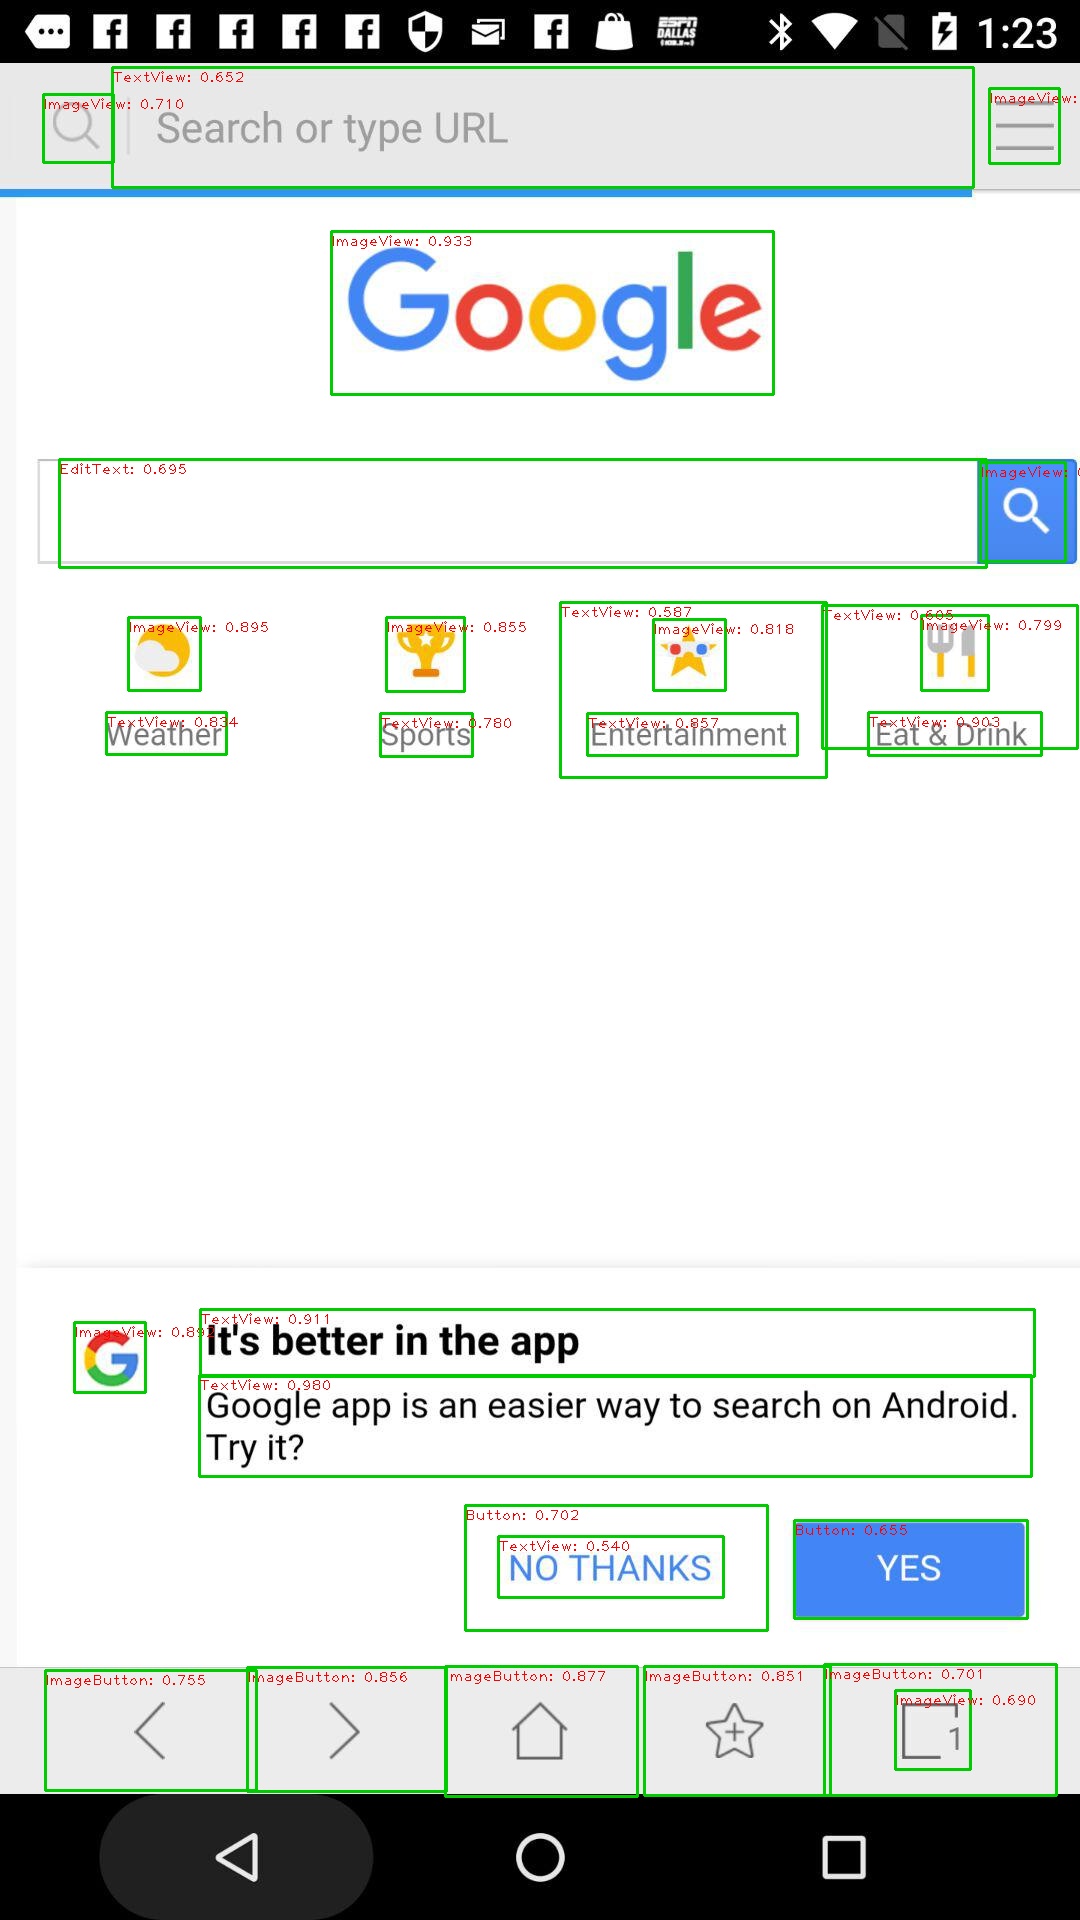 1:23
TextView: 0.652
ImageView: 0.710
ImageView:
Search or type URL
ImageView: 0.933
Google
EditText: 0.695
ImageView: 0
TextView: 0.587
TextView: 0.605
ImageView: 0.895
ImageView: 0.855
ImageView: 0.818
ImageView: 0.799
TextView: 0.834
TextView: 0.780
TextView: 0.857
TextView: 0.903
Weather
Sports
Entertainment
Eat & Drink
TextView: 0.911
ImageView: 0.892
It's better in the app
TextView: 0.980
Google app is an easier way to search on Android.
Try it?
Button: 0.702
Button: 0.655
TextView: 0.540
NO THANKS
YES
ImageButton: 0.755
ImageButton: 0.856
mageButton: 0.877
ImageButton: 0.851
ImageButton: 0.701
ImageView: 0.690
1